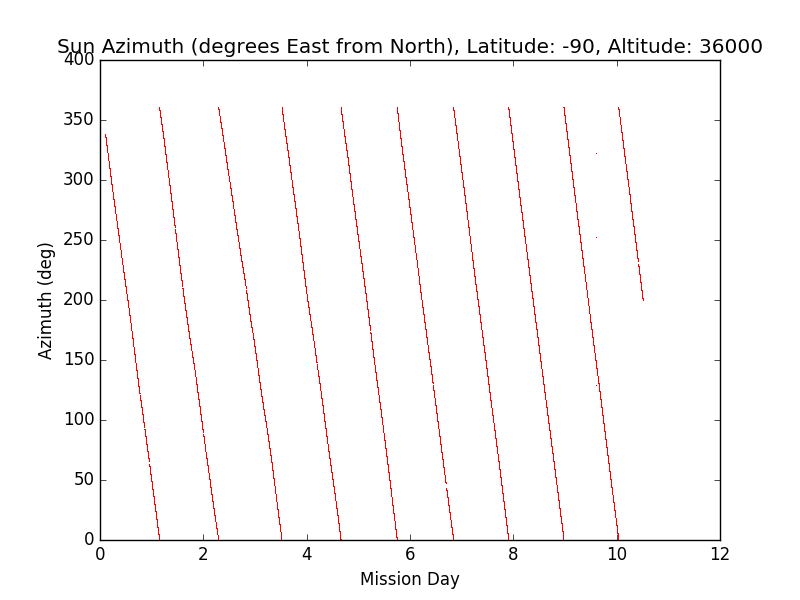 Sun Azimuth (degrees East from North), Latitude: -90, Altitude: 36000
400
350
300
250
200
150
100
50
0
Azimuth (deg)
0 2 4 6 8 10 12
Mission Day